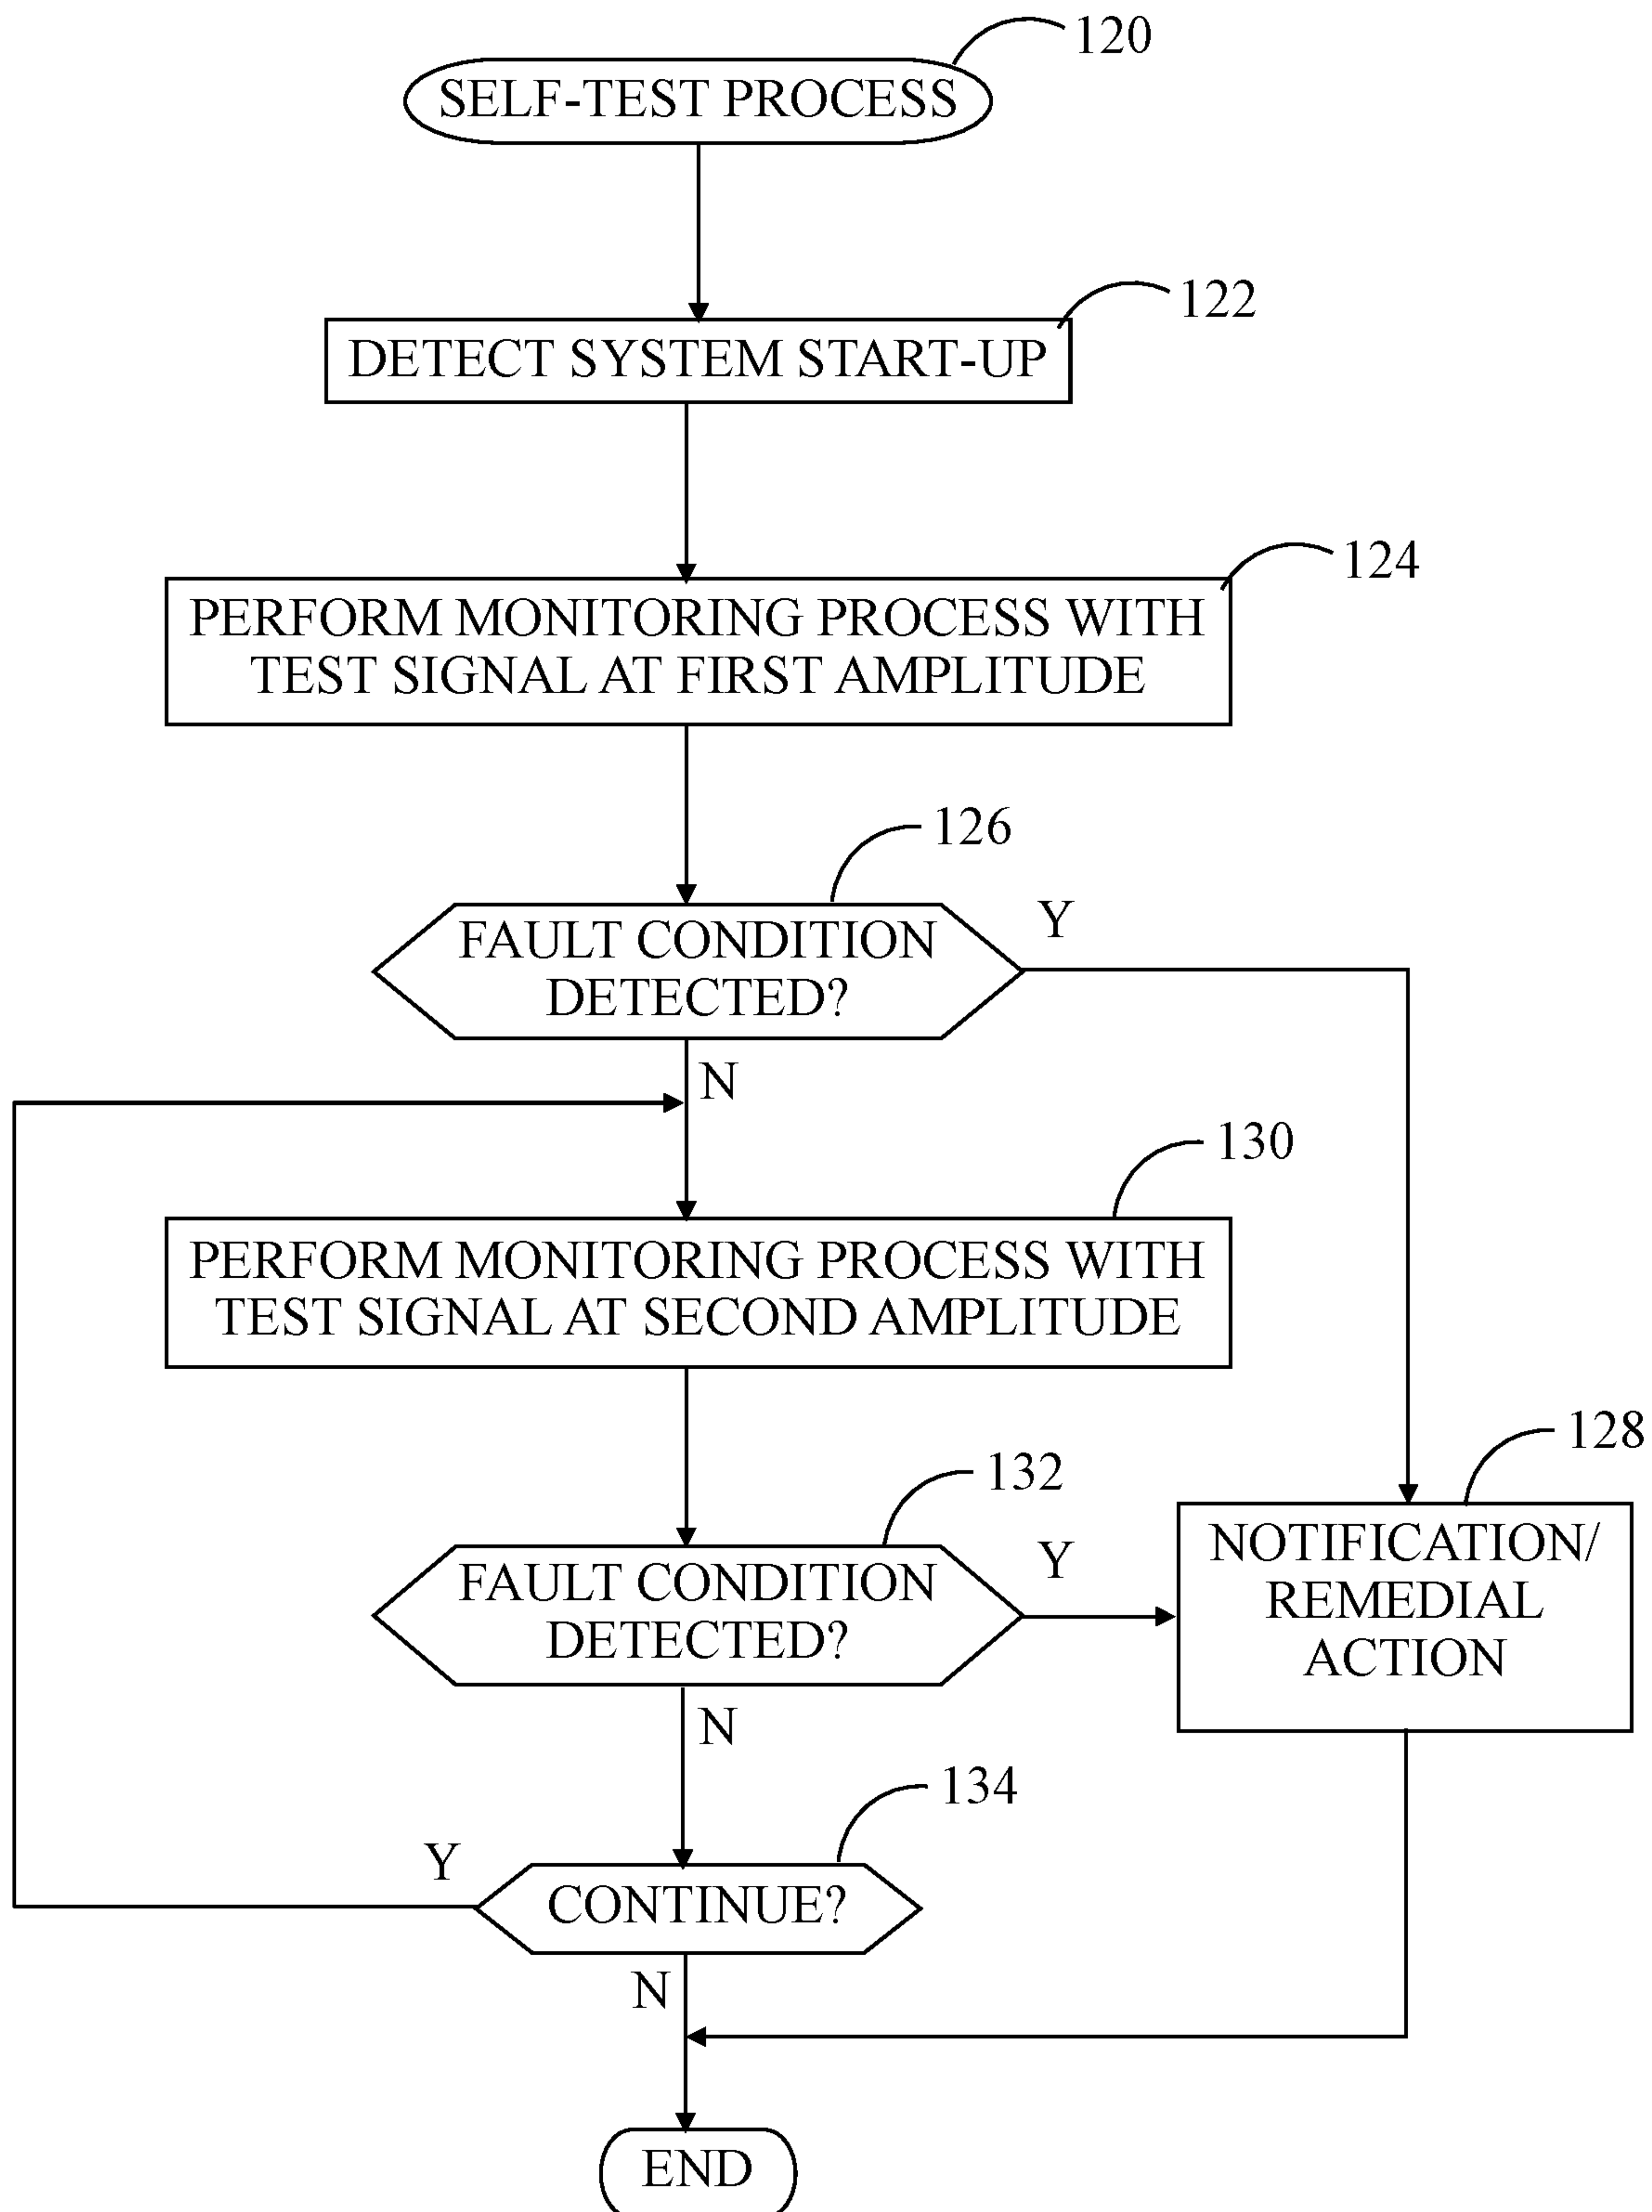 120
SELF-TEST PROCESS
122
DETECT SYSTEM START-UP
124
PERFORM MONITORING PROCESS WITH
TEST SIGNAL AT FIRST AMPLITUDE
126
FAULT CONDITION
DETECTED?
Y
N
130
PERFORM MONITORING PROCESS WITH
TEST SIGNAL AT SECOND AMPLITUDE
132
FAULT CONDITION
DETECTED?
Y
128
NOTIFICATION/
REMEDIAL
ACTION
N
134
Y
CONTINUE?
N
END